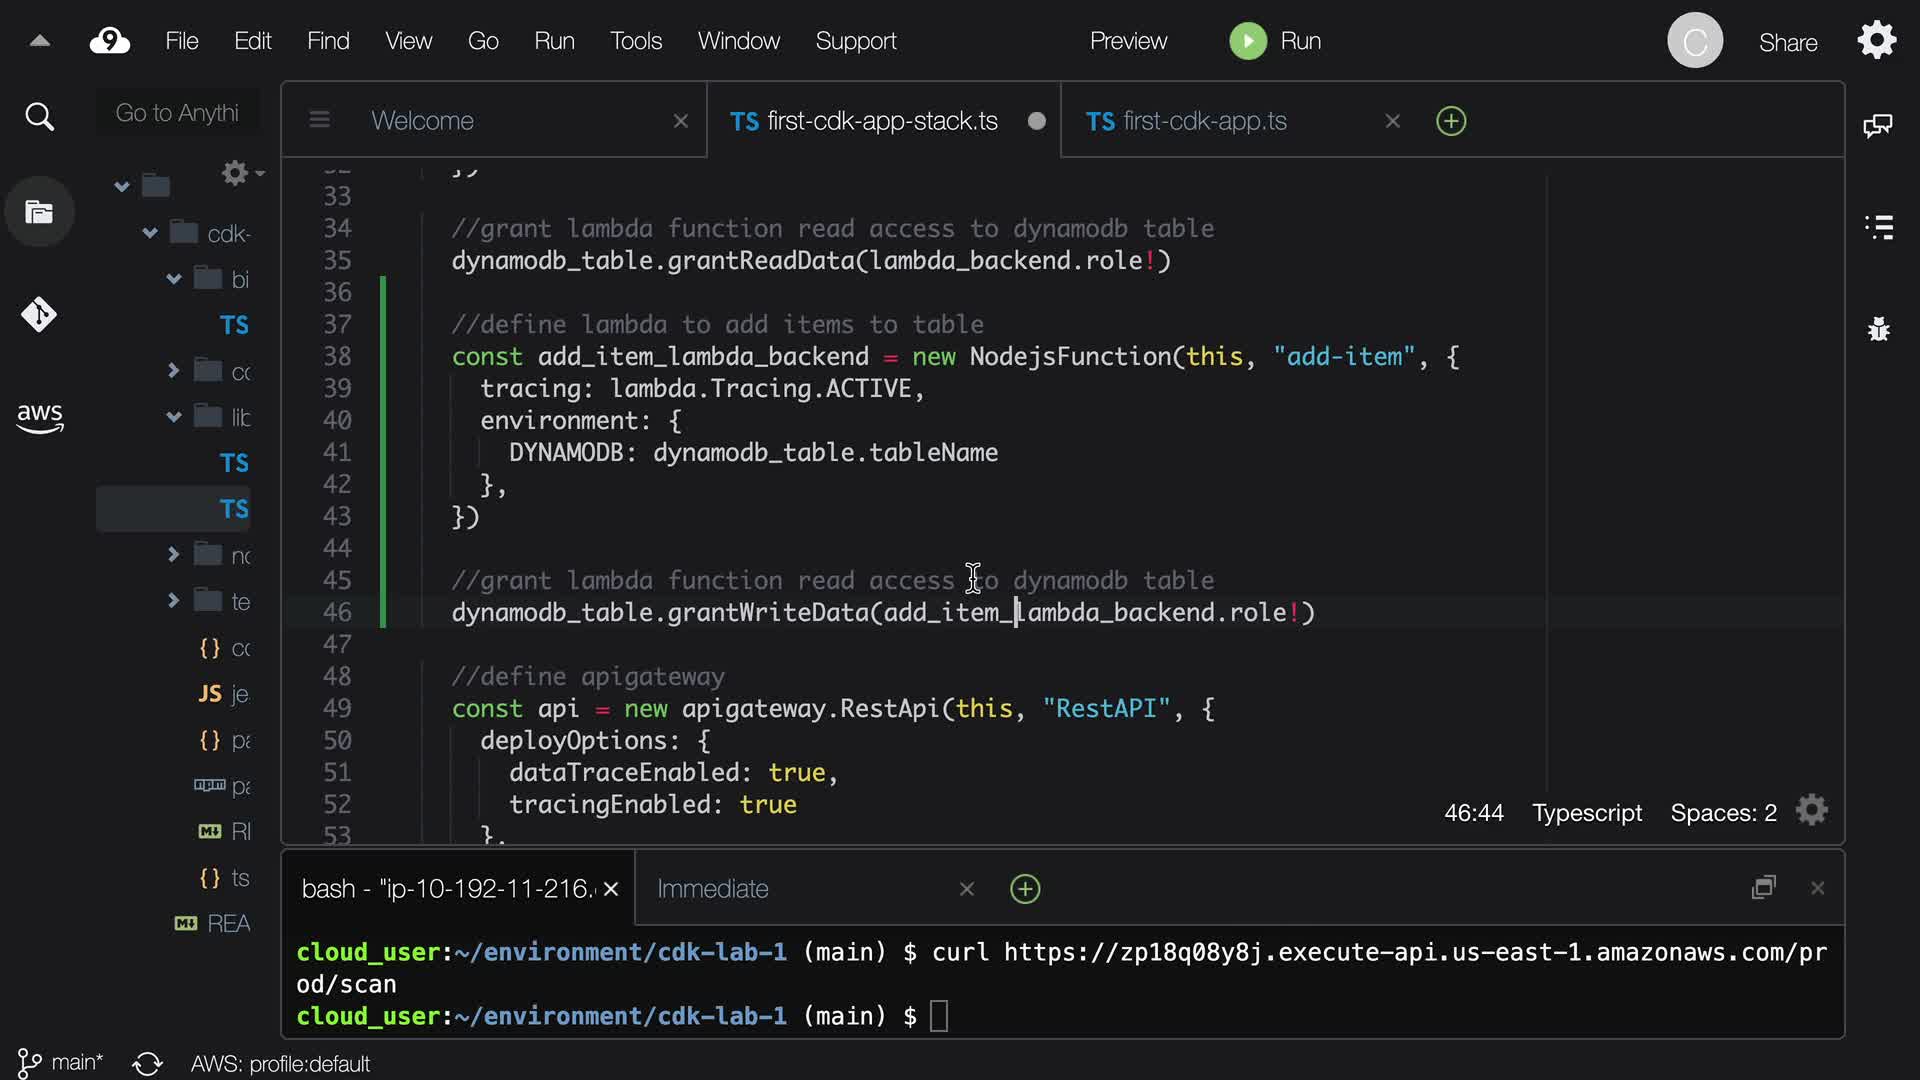 9 File Edit Find View Go Run Tools Window Support Preview Run C Share
Go to Anythi
Welcome
TS first-cdk-app-stack.ts
TS first-cdk-app.ts
cdk-
bi
TS
lib
TS
TS
te
JS je
RI
{} ts
REA
aws
33
34 //grant lambda function read access to dynamodb table
35 dynamodb_table.grantReadData(lambda_backend.role!)
36
37 //define lambda to add items to table
38 const add_item_lambda_backend = new NodejsFunction(this, "add-item", {
39 tracing: lambda.Tracing.ACTIVE,
40 environment: {
41 DYNAMODB: dynamodb_table.tableName
42 },
43 })
44
45 //grant lambda function read access to dynamodb table
46 dynamodb_table.grantWriteData(add_item_lambda_backend.role!)
47
48 //define apigateway
49 const api = new apigateway.RestApi(this, "RestAPI", {
50 deployOptions: {
51 dataTraceEnabled: true,
52 tracingEnabled: true
53 },
46:44 Typescript Spaces: 2
bash - "ip-10-192-11-216.
Immediate
cloud_user:~/environment/cdk-lab-1 (main) $ curl https://zp18q08y8j.execute-api.us-east-1.amazonaws.com/pr
od/scan
cloud_user:~/environment/cdk-lab-1 (main) $
main* AWS: profile:default